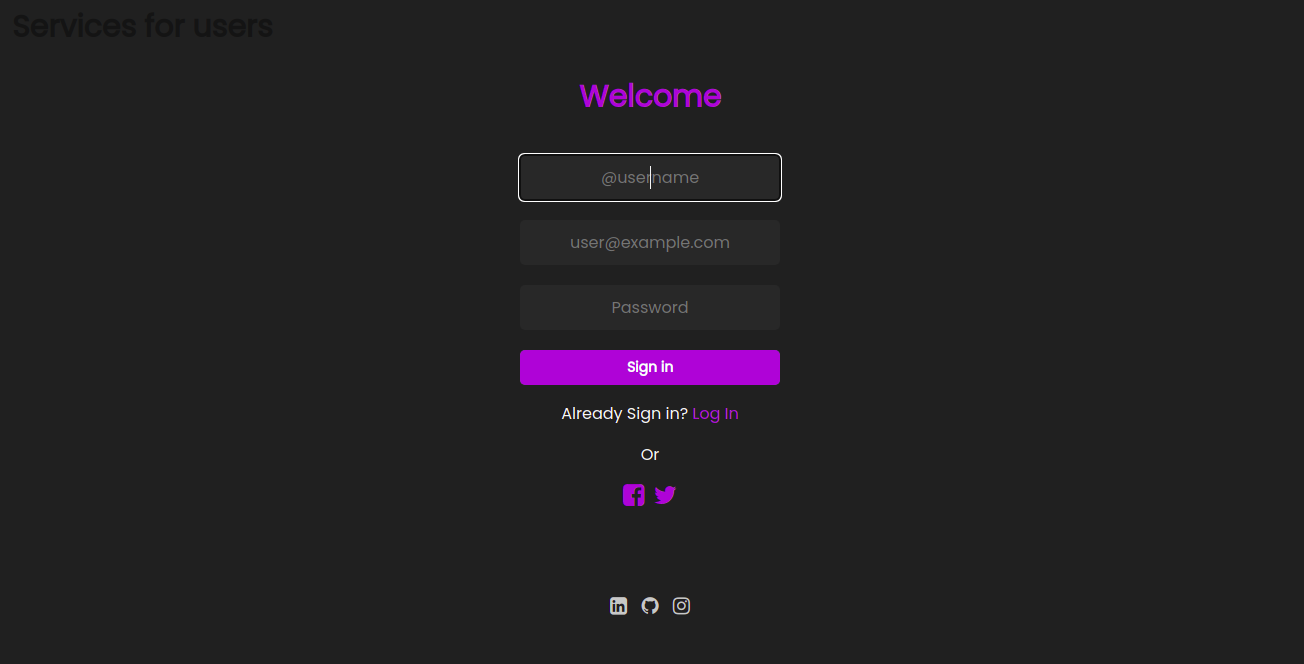 Services for users
Welcome
@username
user@example.com
Password
Sign in
Already Sign in? Log In
Or